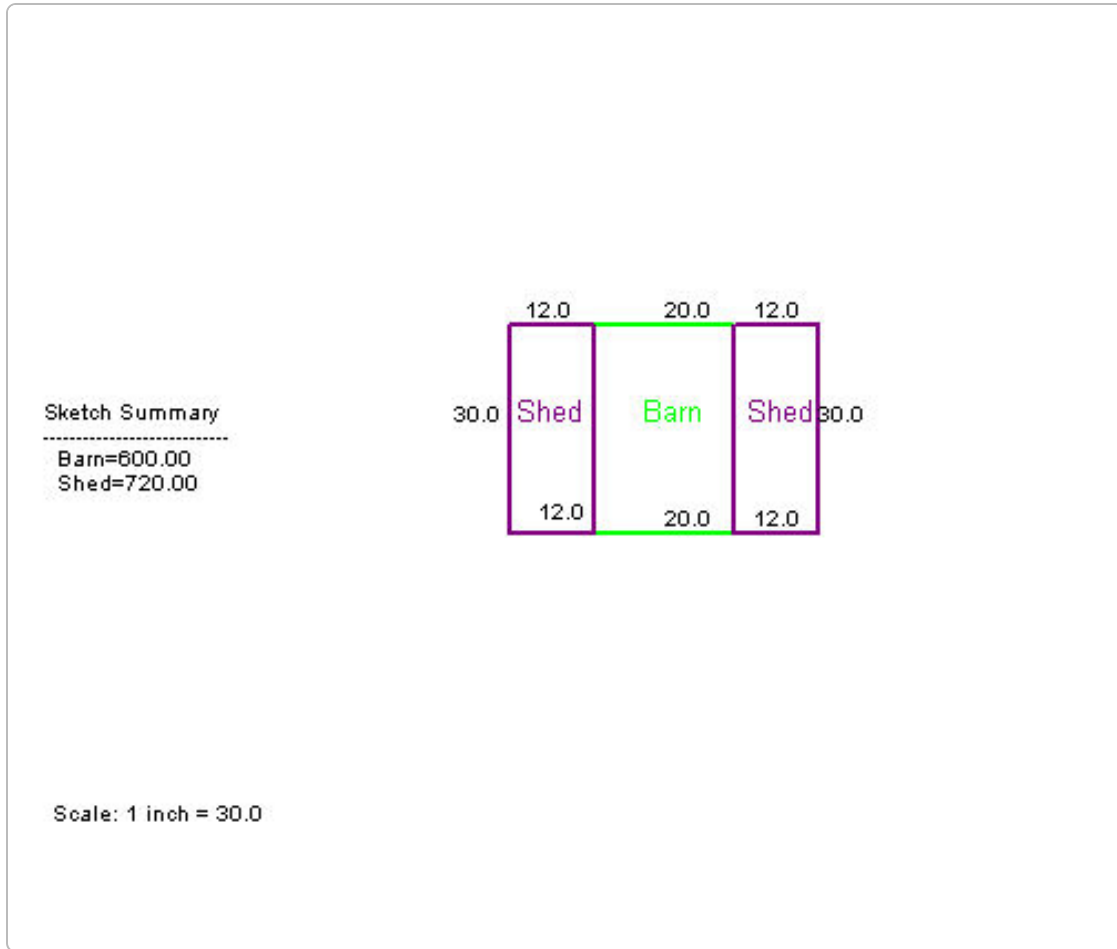 12.0 20.0 12.0
Sketch Summary
---------------------------
Barn=600.00
Shed=720.00
30.0 Shed Barn Shed 30.0
12.0 20.0 12.0
Scale: 1 inch = 30.0